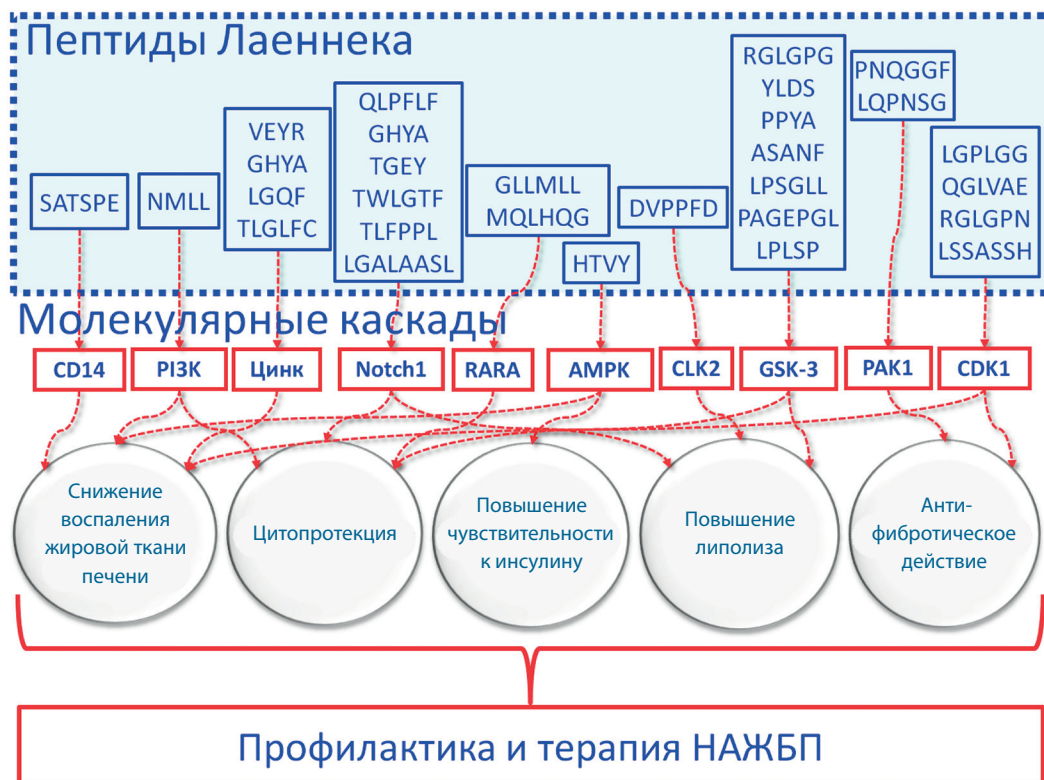 Пептиды Лаеннека
SATSPE
NMLL
VEYR
GHYA
LGQF
TLGLFC
QLPFLF
GHYA
TGEY
TWLGTF
TLFPPL
LGALAASL
GLLMLL
MQLHQG
HTVY
DVPPFD
RGLGPG
YLDS
PPYA
ASANF
LPSGLL
PAGEPGL
LPLSP
PNQGGF
LQPNSG
LGPLGG
QGLVAE
RGLGPN
LSSASSH
Молекулярные каскады
CD14
PI3K
Цинк
Notch1
RARA
AMPK
CLK2
GSK-3
PAK1
CDK1
Снижение
воспаления
жировой ткани
печени
Цитопротекция
Повышение
чувствительности
к инсулину
Повышение
липолиза
Анти-
фибротическое
действие
Профилактика и терапия НАЖБП